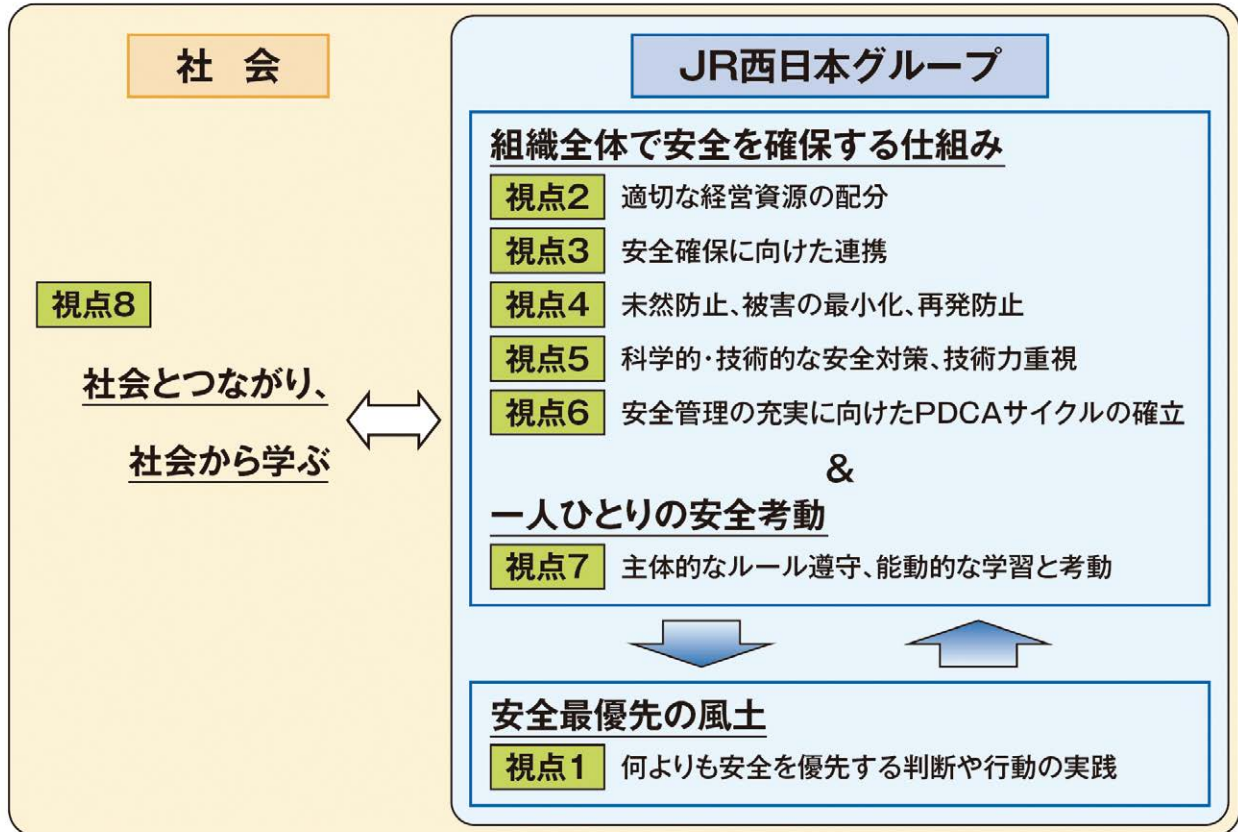 社会
視点8
社会とつながり、
社会から学ぶ
JR西日本グループ
組織全体で安全を確保する仕組み
視点2 適切な経営資源の配分
視点3 安全確保に向けた連携
視点4 未然防止、被害の最小化、再発防止
視点5 科学的・技術的な安全対策、技術力重視
視点6 安全管理の充実に向けたPDCAサイクルの確立
&
一人ひとりの安全考動
視点7 主体的なルール遵守、能動的な学習と考動
安全最優先の風土
視点1 何よりも安全を優先する判断や行動の実践